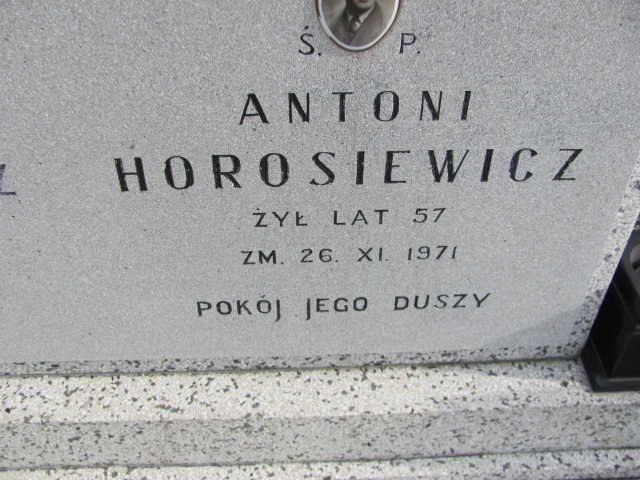 Ś. P.
ANTONI
HOROSIEWICZ
ŻYŁ LAT 57
ZM. 26. XI. 1971
POKÓJ JEGO DUSZY